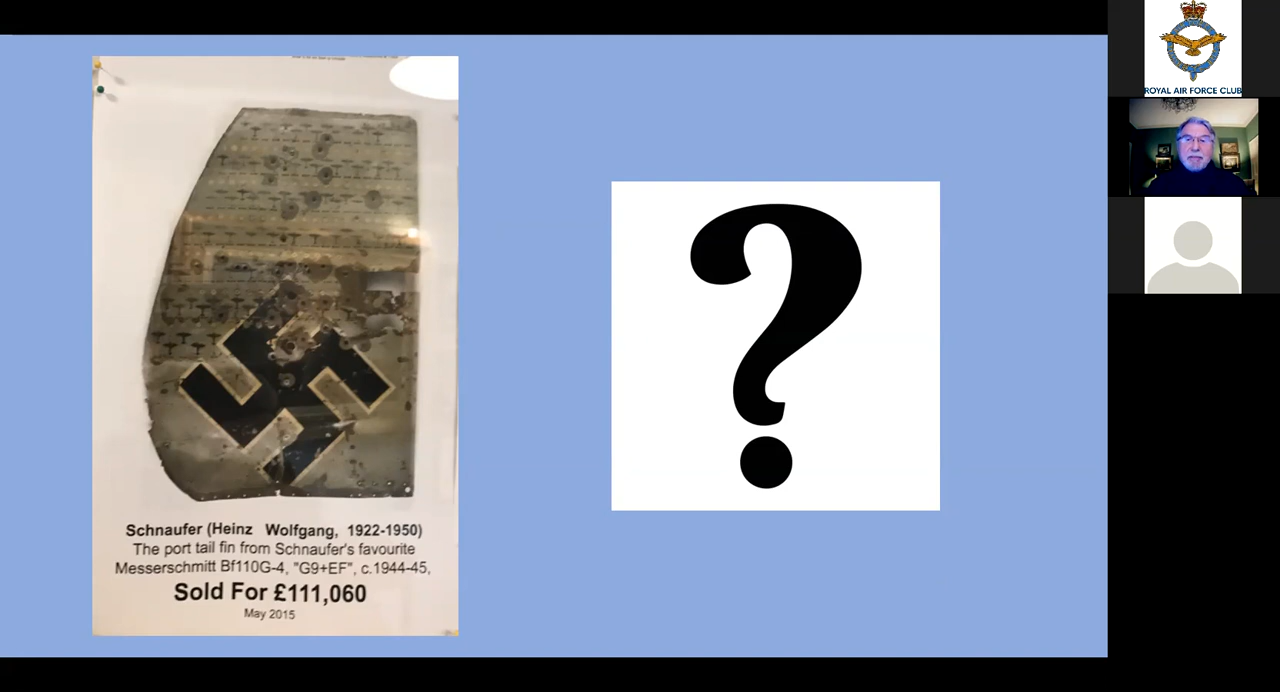 Schnaufer (Heinz Wolfgang, 1922-1950)
The port tail fin from Schnaufer's favourite
Messerschmitt Bf110G-4, "G9+EF", c.1944-45,
Sold For £111,060
May 2015
?
ROYAL AIR FORCE CLUB